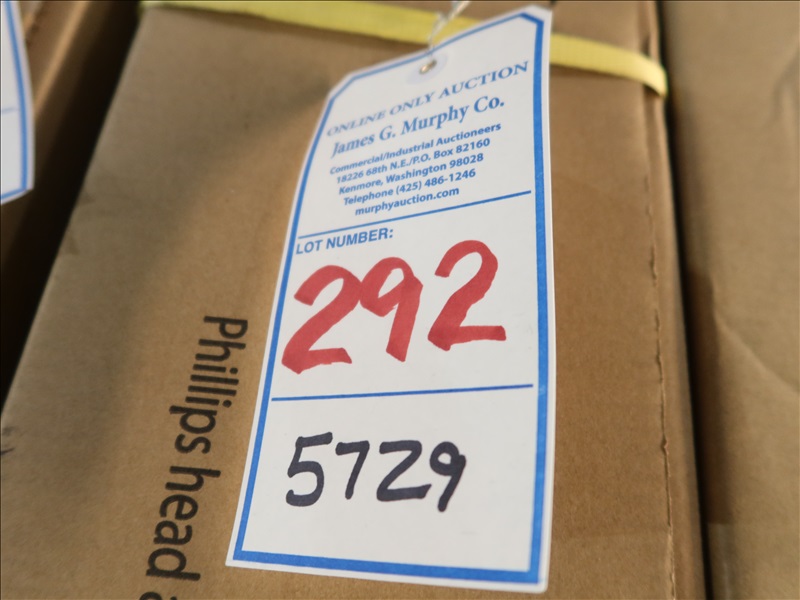 ONLINE ONLY AUCTION
James G. Murphy Co.
Commercial/Industrial Auctioneers
18226 68th N.E./P.O. Box 82160
Kenmore, Washington 98028
Telephone (425) 486-1246
murphyauction.com
LOT NUMBER:
292
5729
Phillips head